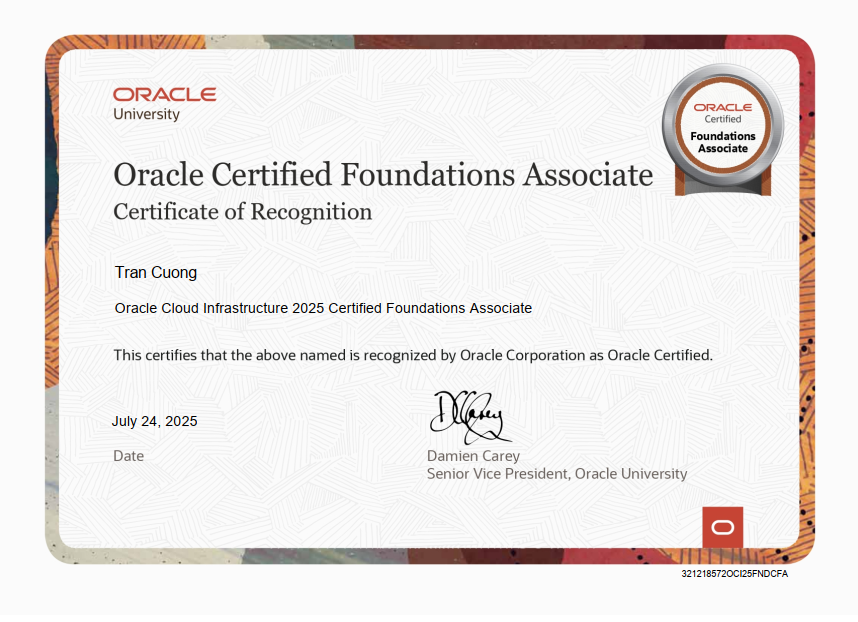 ORACLE
University
ORACLE
Certified
Foundations
Associate
Oracle Certified Foundations Associate
Certificate of Recognition
Tran Cuong
Oracle Cloud Infrastructure 2025 Certified Foundations Associate
This certifies that the above named is recognized by Oracle Corporation as Oracle Certified.
July 24, 2025
Date
DCarey
Damien Carey
Senior Vice President, Oracle University
321218572OCI25FNDCFA